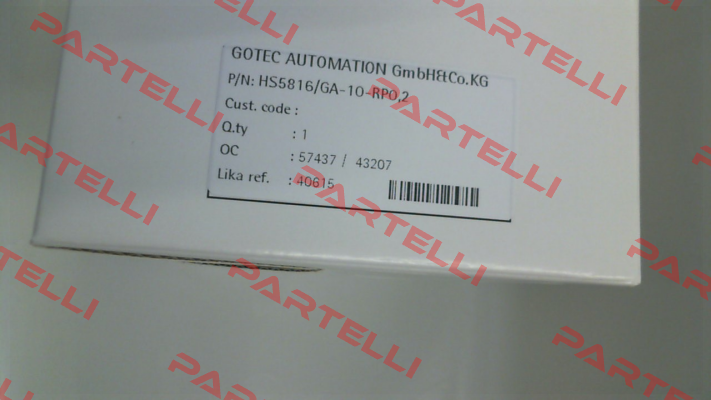 GOTEC AUTOMATION GmbH&Co.KG
P/N: HS5816/GA-10-RP0,2
Cust. code :
Q.ty : 1
OC : 57437 / 43207
Lika ref. : 40615
PARTELLI
PARTELLI
PARTELLI
PARTELLI
PARTELLI
PARTELLI
PARTELLI
PARTELLI
PARTELLI